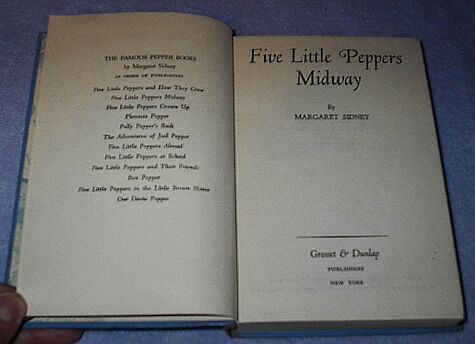 THE FAMOUS PEPPER BOOKS
by Margaret Sidney
IN ORDER OF PUBLICATION
Five Little Peppers and How They Grew
Five Little Peppers Midway
Five Little Peppers Grown Up
Phronsie Pepper
Polly Pepper's Book
The Adventures of Joel Pepper
Five Little Peppers Abroad
Five Little Peppers at School
Five Little Peppers and Their Friends
Ben Pepper
Five Little Peppers in the Little Brown House
Our Davie Pepper
Five Little Peppers
Midway
By
MARGARET SIDNEY
Grosset & Dunlap
PUBLISHERS
NEW YORK